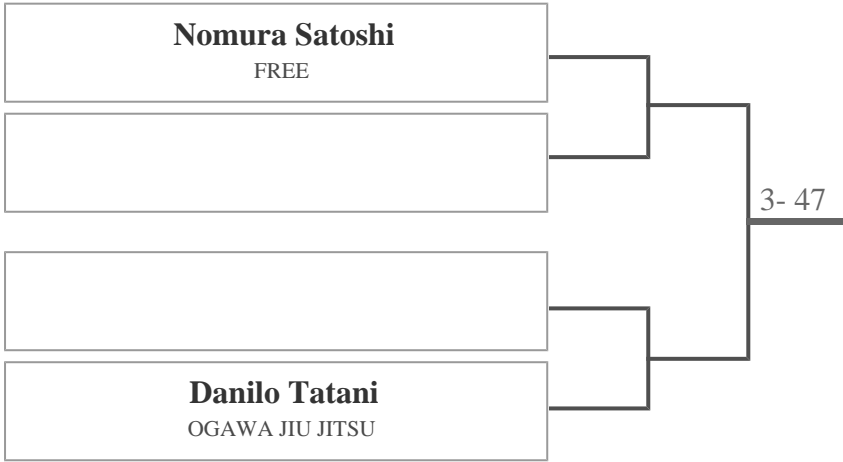 Nomura Satoshi
FREE
3- 47
Danilo Tatani
OGAWA JIU JITSU